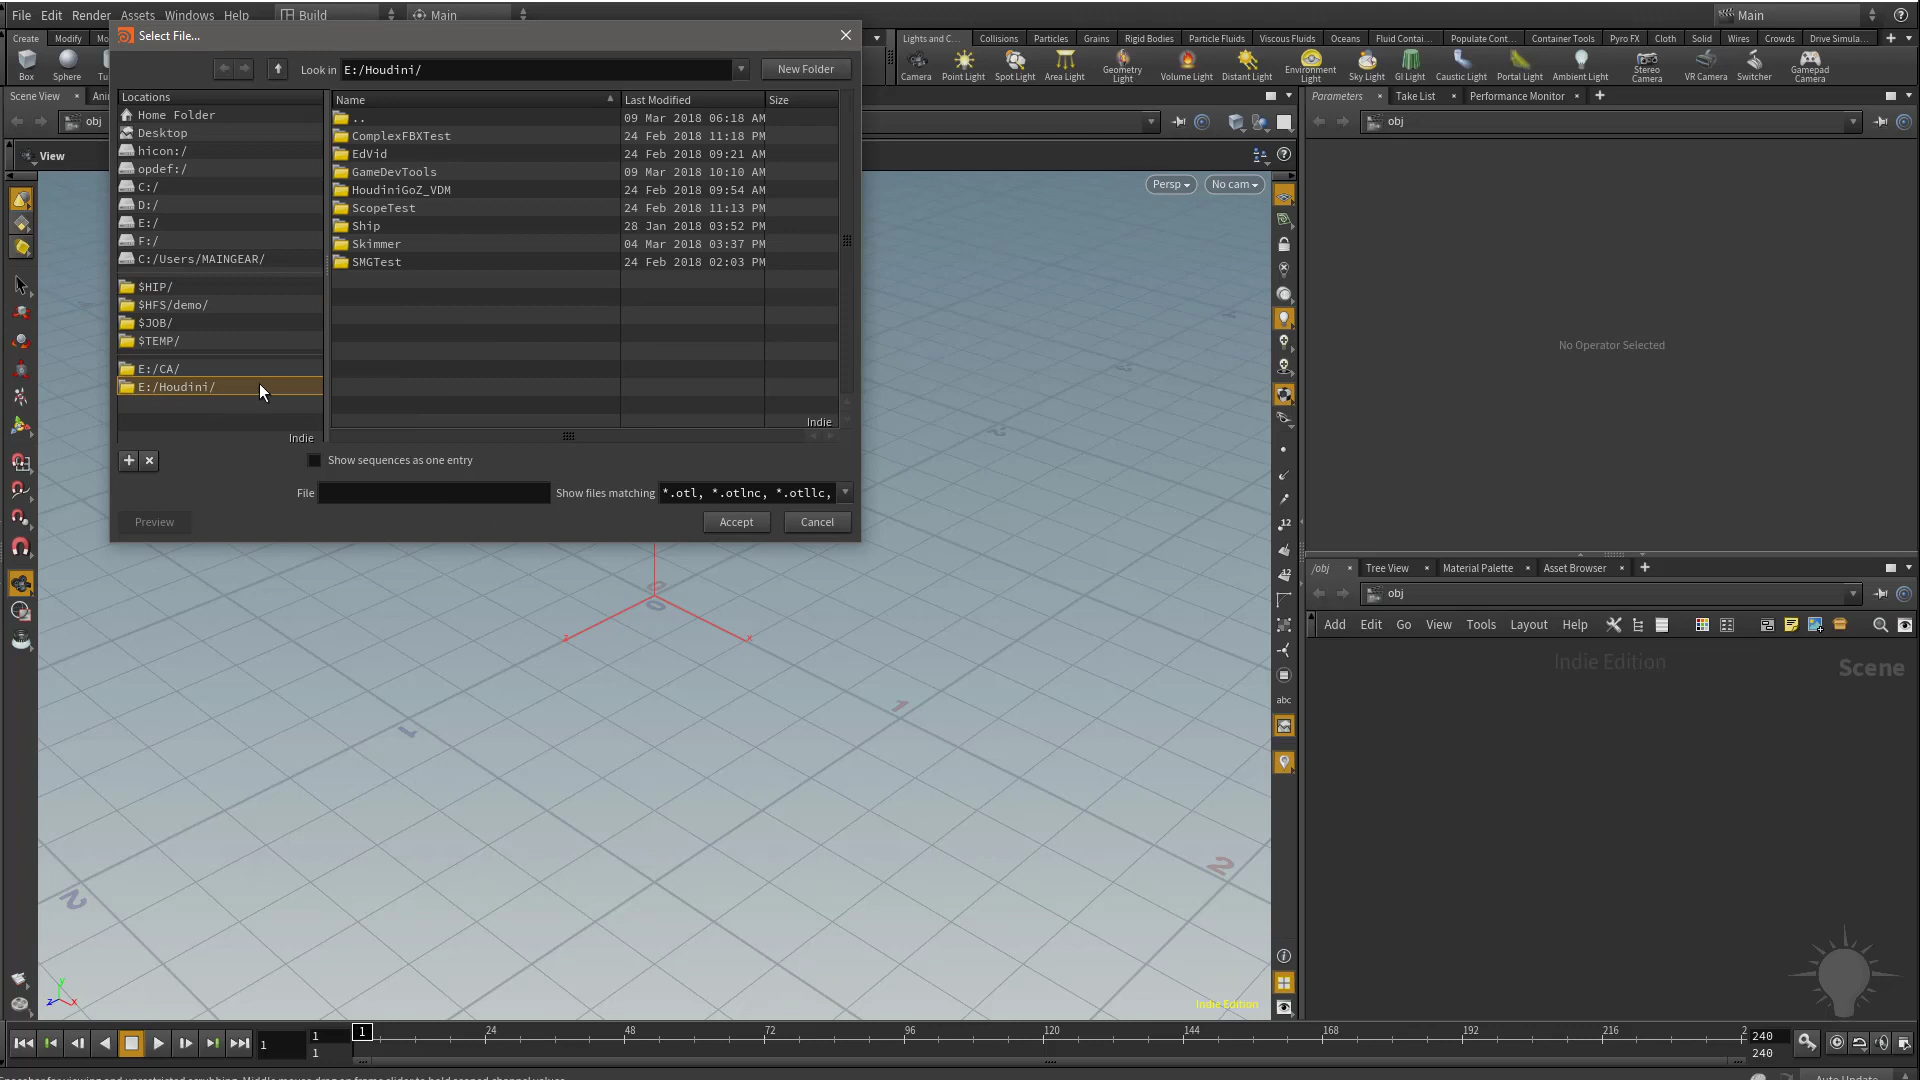 File Edit Render Assets Windows Help Build Main Main
Select File...
Create Modify Lights and C... Collisions Particles Grains Rigid Bodies Particle Fluids Viscous Fluids Oceans Fluid Contai... Populate Cont... Container Tools Pyro FX Cloth Solid Wires Crowds Drive Simula...
Box Sphere Camera Point Light Spot Light Area Light Geometry Light Volume Light Distant Light Environment Light Sky Light GI Light Caustic Light Portal Light Ambient Light Stereo Camera VR Camera Switcher Gamepad Camera
Look in E:/Houdini/ New Folder
Scene View Parameters Take List Performance Monitor
Locations
Home Folder
Desktop
hicon:/
opdef:/
C:/
D:/
E:/
F:/
C:/Users/MAINGEAR/
$HIP/
$HFS/demo/
$JOB/
$TEMP/
E:/CA/
E:/Houdini/
Indie
Name Last Modified Size
.. 09 Mar 2018 06:18 AM
ComplexFBXTest 24 Feb 2018 11:18 PM
EdVid 24 Feb 2018 09:21 AM
GameDevTools 09 Mar 2018 10:10 AM
HoudiniGoZ_VDM 24 Feb 2018 09:54 AM
ScopeTest 24 Feb 2018 11:13 PM
Ship 28 Jan 2018 03:52 PM
Skimmer 04 Mar 2018 03:37 PM
SMGTest 24 Feb 2018 02:03 PM
Indie
Show sequences as one entry
File Show files matching *.otl, *.otlnc, *.otllc,
Preview Accept Cancel
obj
View
Persp No cam
obj
No Operator Selected
12
12
abc
/obj Tree View Material Palette Asset Browser
obj
Add Edit Go View Tools Layout Help
Indie Edition Scene
0
0
z x
1
1
2
2
y
z x
Indie Edition
1 1 1 1 24 48 72 96 120 144 168 192 216 2 240
240